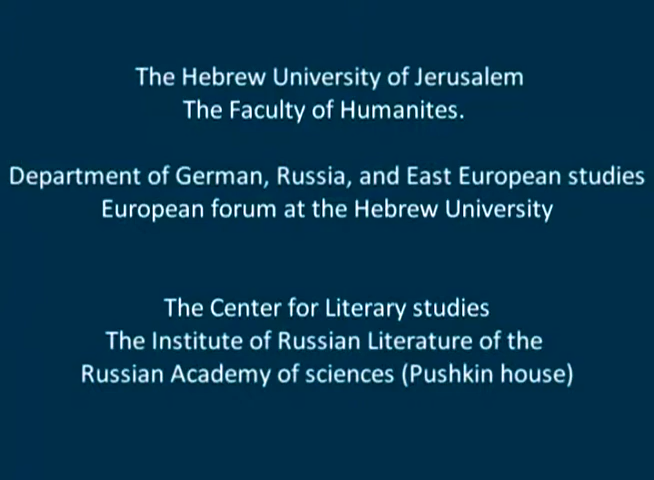 The Hebrew University of Jerusalem
The Faculty of Humanites.
Department of German, Russia, and East European studies
European forum at the Hebrew University
The Center for Literary studies
The Institute of Russian Literature of the
Russian Academy of sciences (Pushkin house)